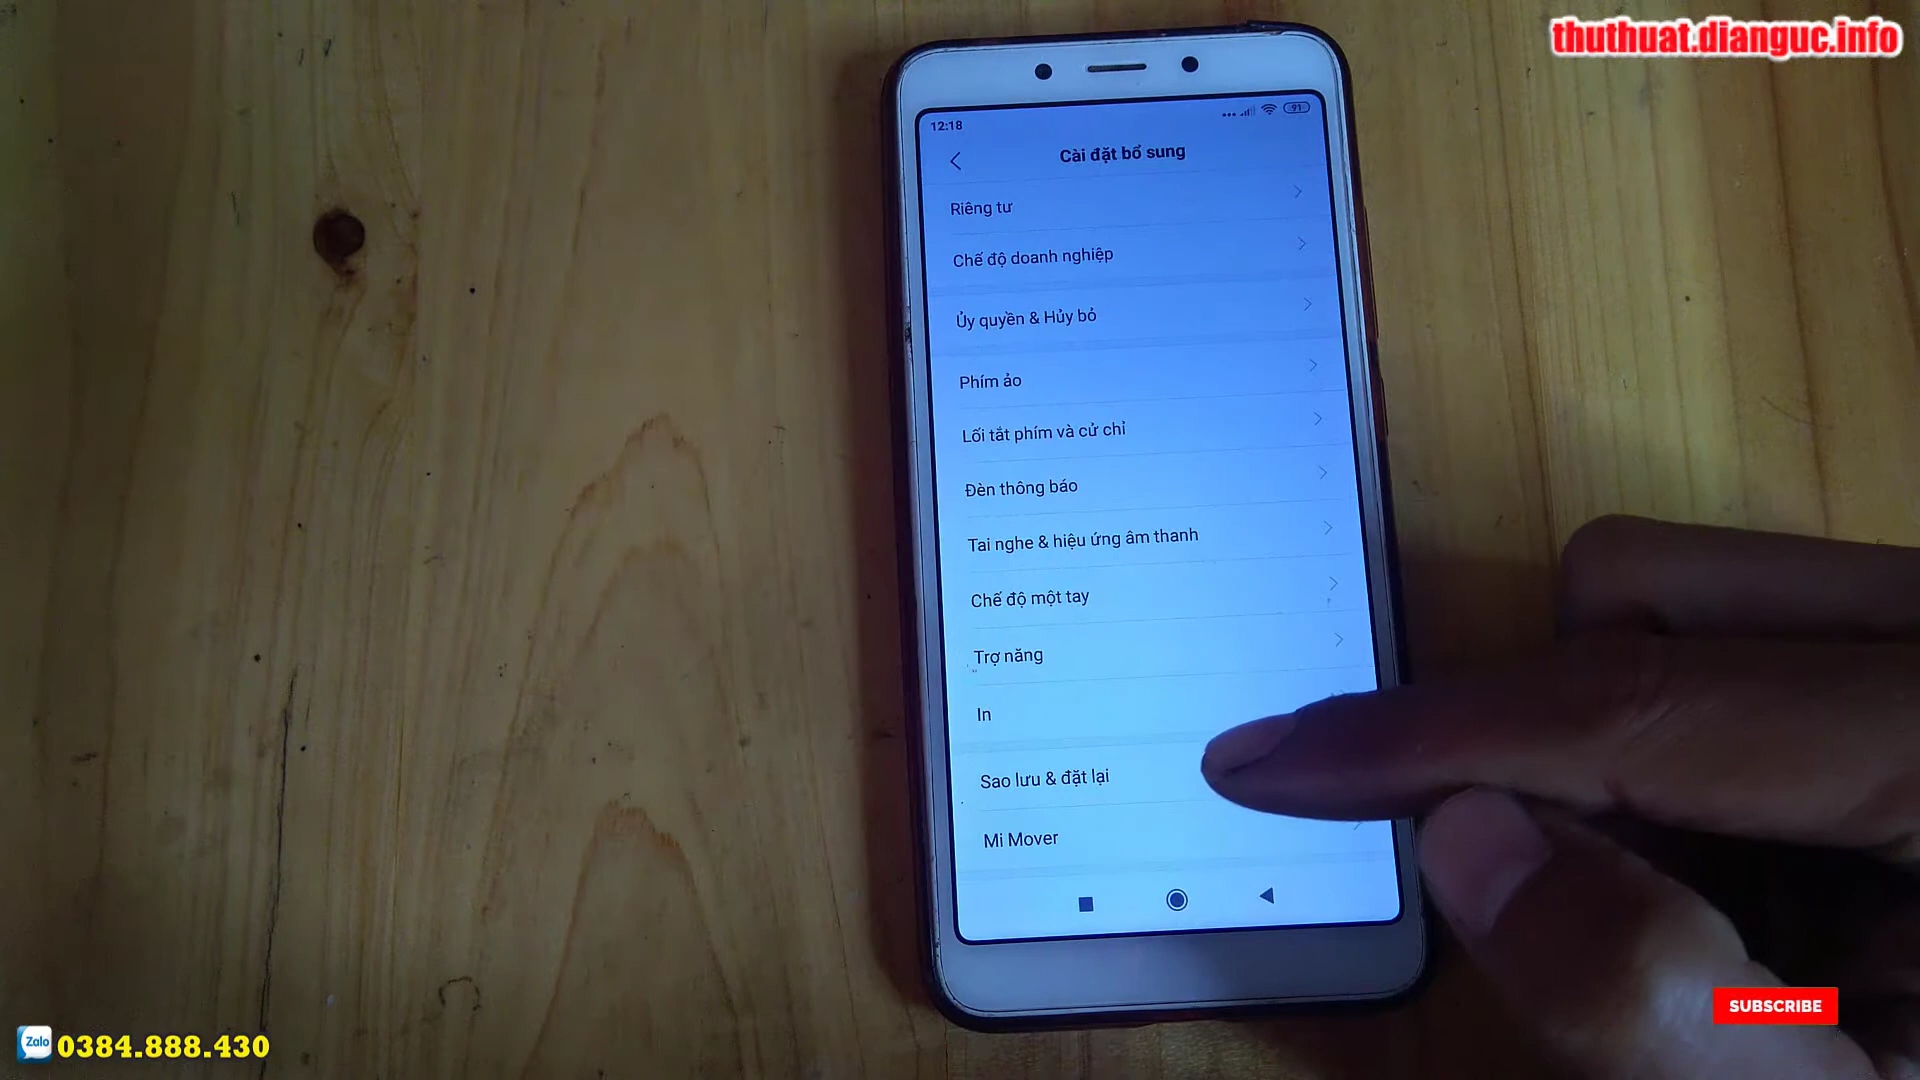 thuthuat.dianguc.info
12:18
91
Cài đặt bổ sung
Riêng tư
Chế độ doanh nghiệp
Ủy quyền & Hủy bỏ
Phím ảo
Lối tắt phím và cử chỉ
Đèn thông báo
Tai nghe & hiệu ứng âm thanh
Chế độ một tay
Trợ năng
In
Sao lưu & đặt lại
Mi Mover
SUBSCRIBE
Zalo 0384.888.430